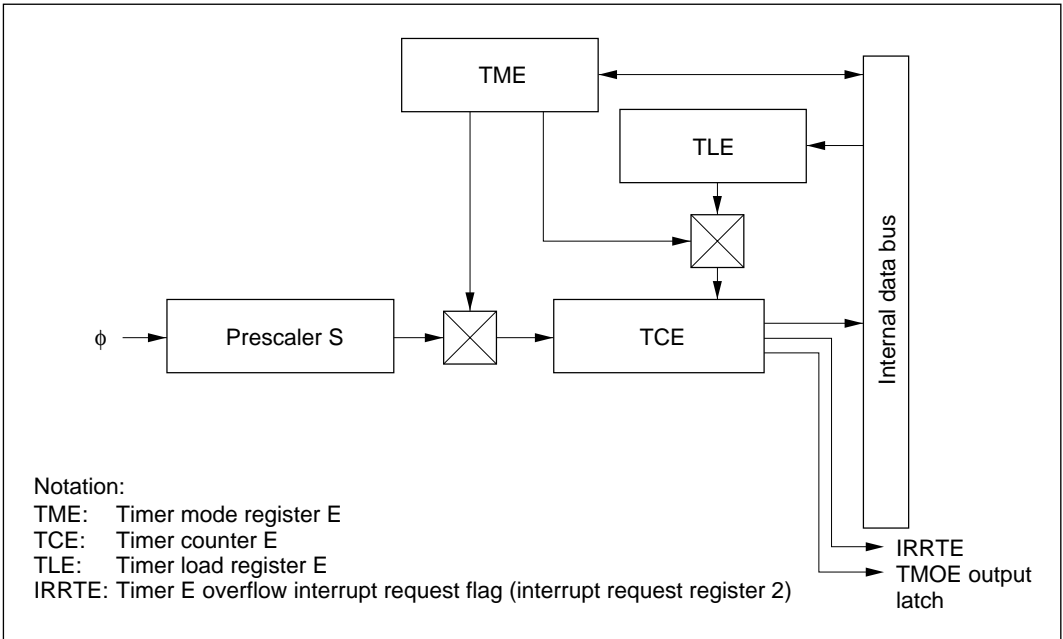 TME
TLE
Internal data bus
ϕ
Prescaler S
TCE
Notation:
TME: Timer mode register E
TCE: Timer counter E
TLE: Timer load register E
IRRTE: Timer E overflow interrupt request flag (interrupt request register 2)
IRRTE
TMOE output
latch